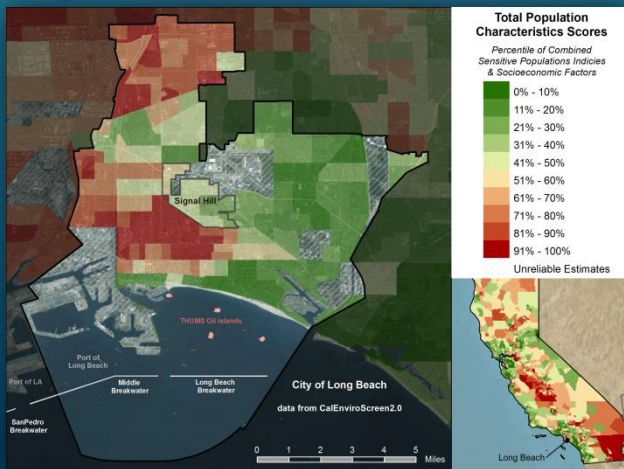 Total Population
Characteristics Scores
Percentile of Combined
Sensitive Populations Indicies
& Socioeconomic Factors
0% - 10%
11% - 20%
21% - 30%
31% - 40%
41% - 50%
51% - 60%
61% - 70%
71% - 80%
81% - 90%
91% - 100%
Unreliable Estimates
Signal Hill
THUMS Oil Islands
Port of
Long Beach
Port of LA
Middle
Breakwater
Long Beach
Breakwater
SanPedro
Breakwater
City of Long Beach
data from CalEnviroScreen2.0
0 1 2 3 4 5
Miles
Long Beach